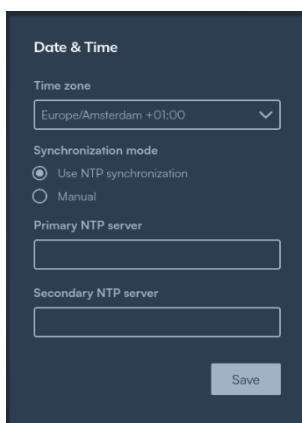 Date & Time
Time zone
Europe/Amsterdam +01:00
Synchronization mode
Use NTP synchronization
Manual
Primary NTP server
Secondary NTP server
Save